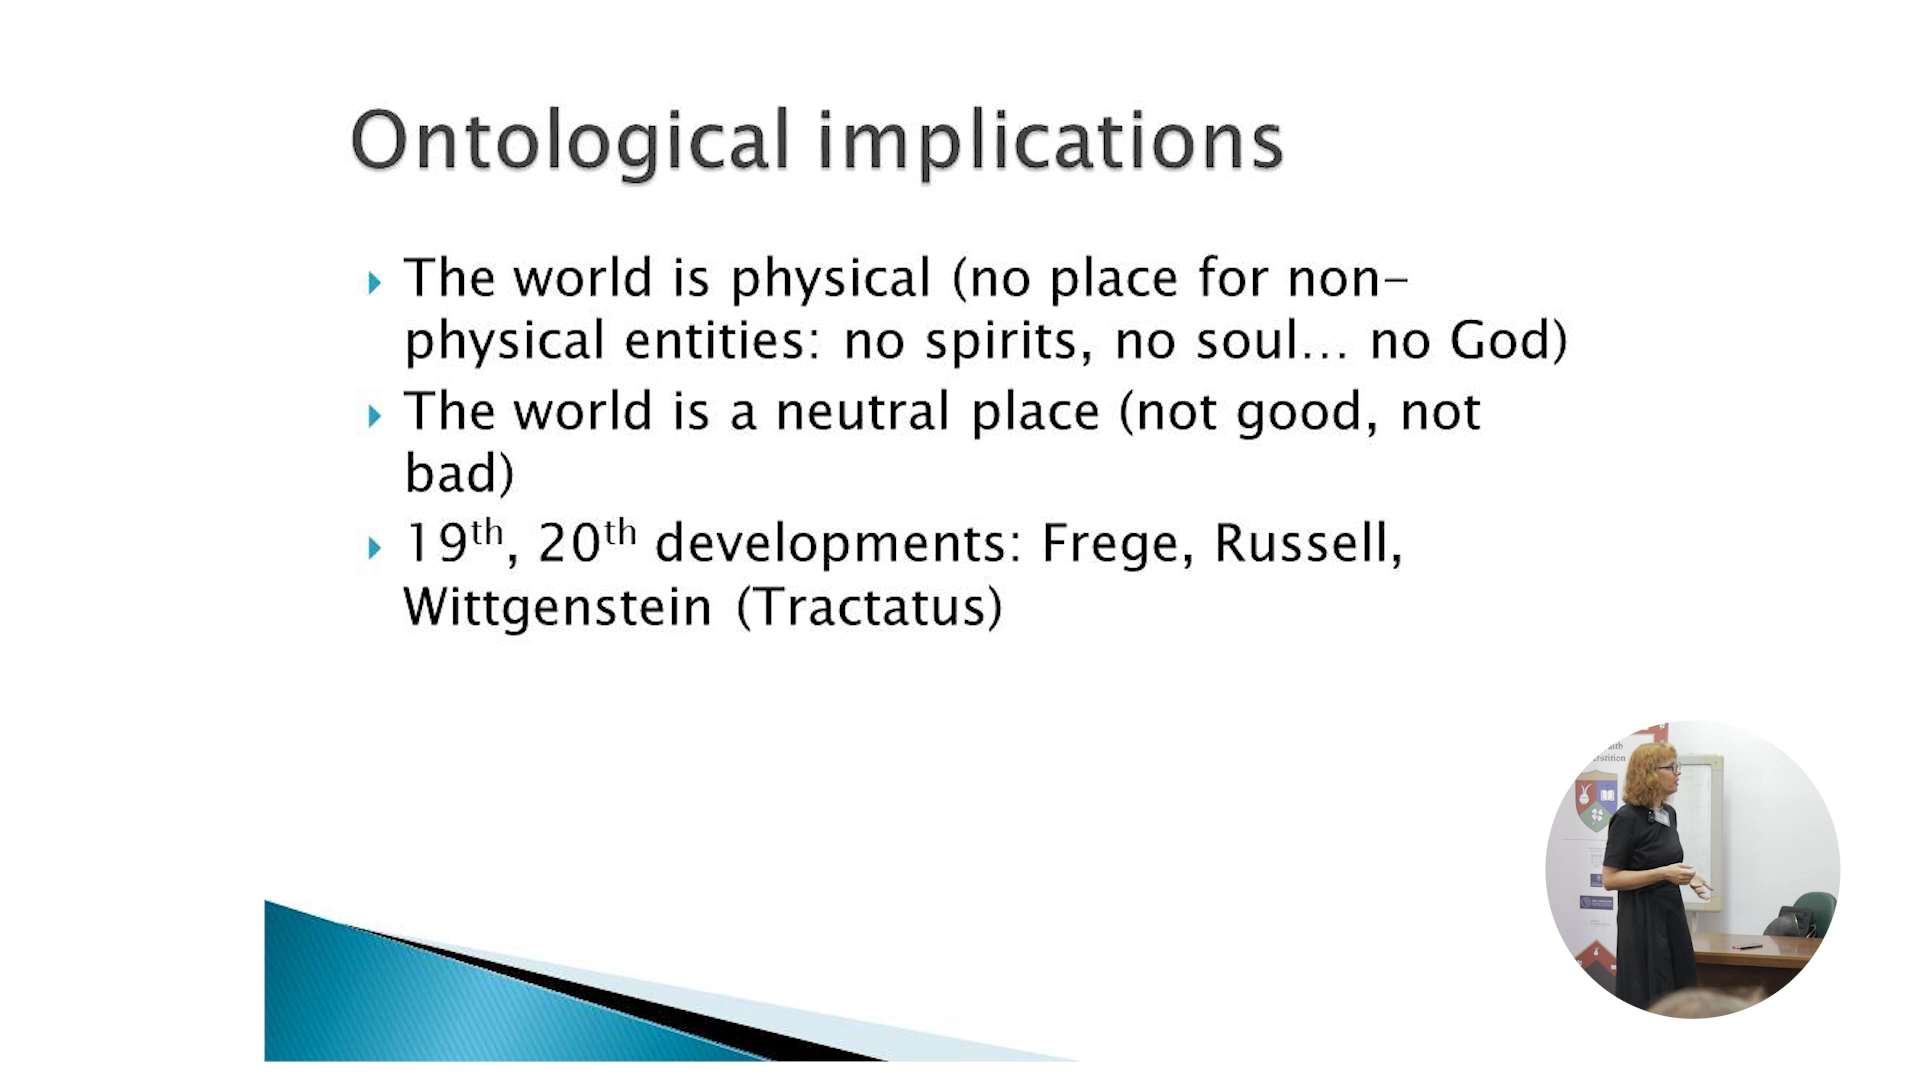 Ontological implications
The world is physical (no place for non-
physical entities: no spirits, no soul... no God)
The world is a neutral place (not good, not
bad)
19th, 20th developments: Frege, Russell,
Wittgenstein (Tractatus)